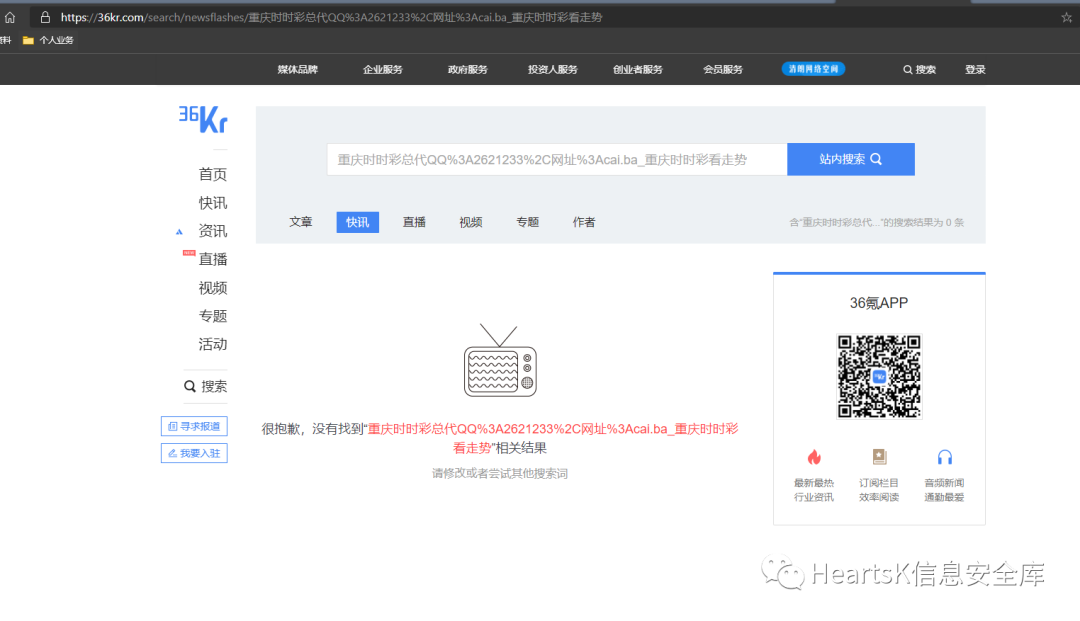 https://36kr.com/search/newsflashes/重庆时时彩总代QQ%3A2621233%2C网址%3Acai.ba_重庆时时彩看走势
资料 个人业务
媒体品牌 企业服务 政府服务 投资人服务 创业者服务 会员服务 清朗网络空间 搜索 登录
36Kr
重庆时时彩总代QQ%3A2621233%2C网址%3Acai.ba_重庆时时彩看走势 站内搜索
首页
快讯
资讯
直播
视频
专题
活动
搜索
寻求报道
我要入驻
文章 快讯 直播 视频 专题 作者 含“重庆时时彩总代...”的搜索结果为 0 条
很抱歉，没有找到“重庆时时彩总代QQ%3A2621233%2C网址%3Acai.ba_重庆时时彩
看走势”相关结果
请修改或者尝试其他搜索词
36氪APP
最新最热 订阅栏目 音频新闻
行业资讯 效率阅读 通勤最爱
HeartsK信息安全库